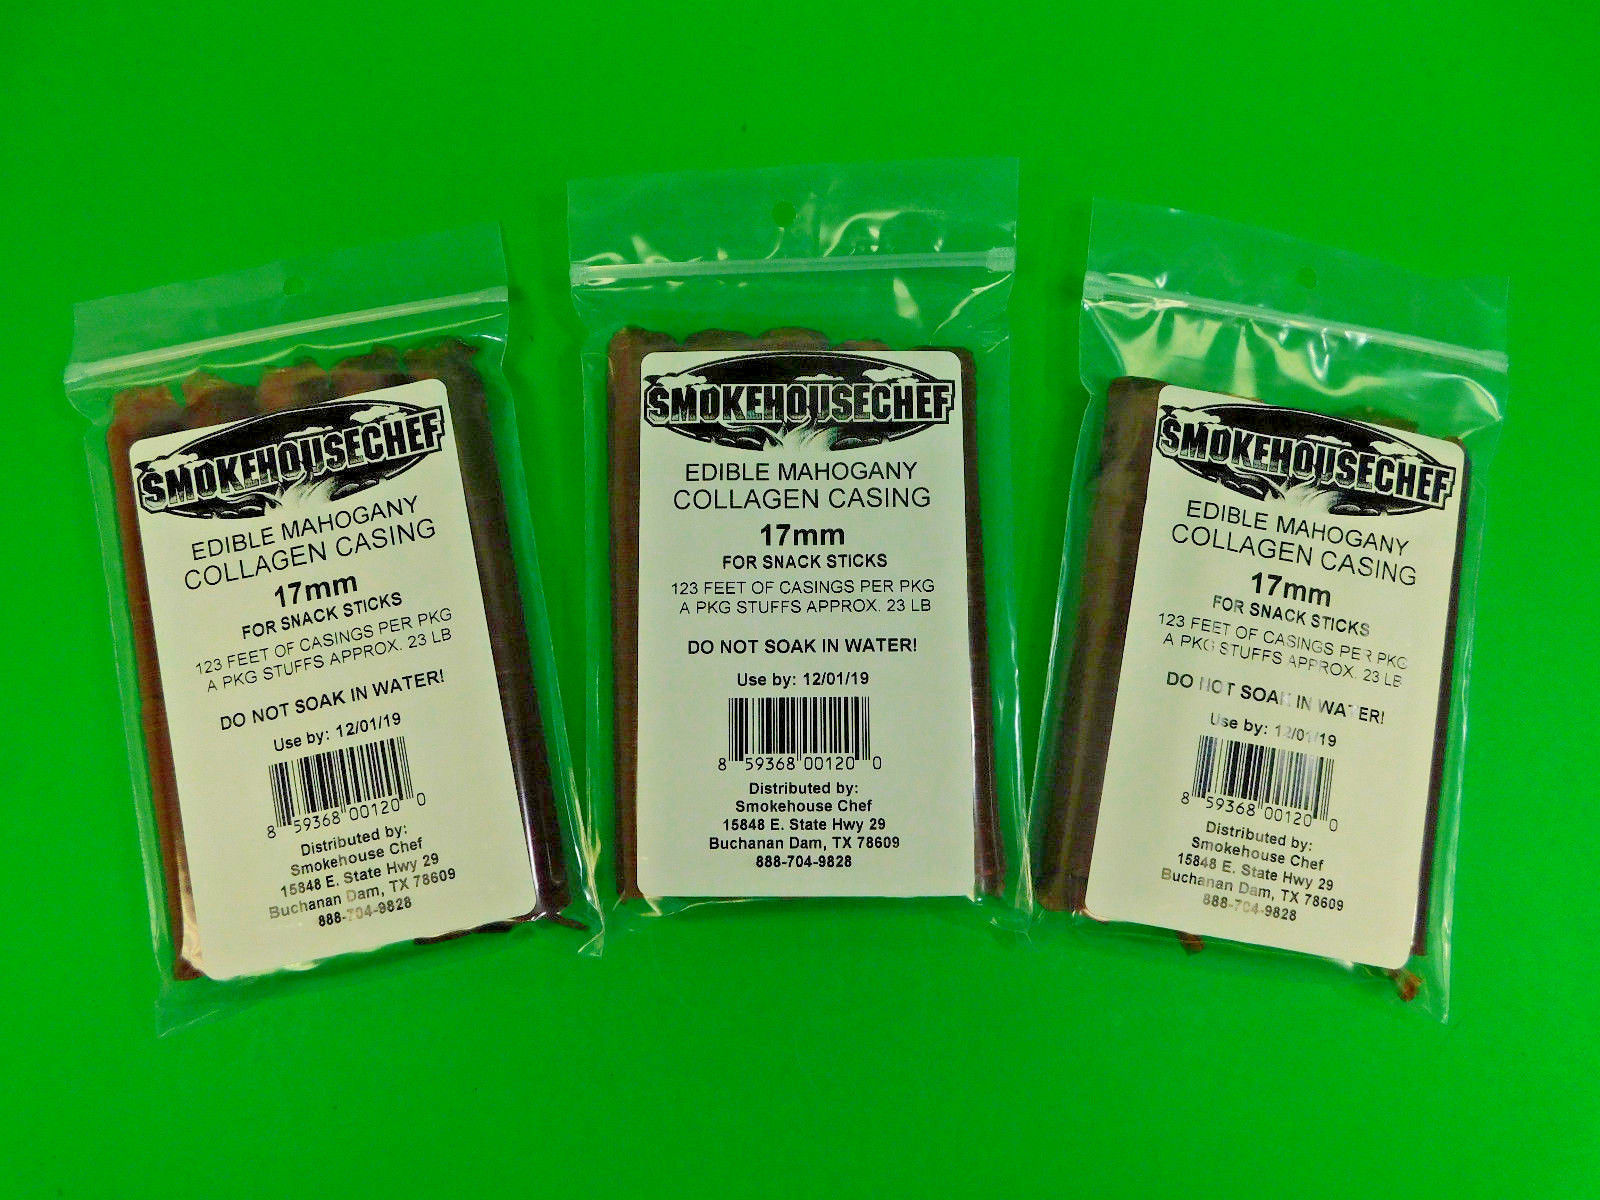 SMOKEHOUSECHEF
EDIBLE MAHOGANY
COLLAGEN CASING
17mm
FOR SNACK STICKS
123 FEET OF CASINGS PER PKG
A PKG STUFFS APPROX. 23 LB
DO NOT SOAK IN WATER!
Use by: 12/01/19
8 59368 00120 0
Distributed by:
Smokehouse Chef
15848 E. State Hwy 29
Buchanan Dam, TX 78609
888-704-9828
SMOKEHOUSECHEF
EDIBLE MAHOGANY
COLLAGEN CASING
17mm
FOR SNACK STICKS
123 FEET OF CASINGS PER PKG
A PKG STUFFS APPROX. 23 LB
DO NOT SOAK IN WATER!
Use by: 12/01/19
8 59368 00120 0
Distributed by:
Smokehouse Chef
15848 E. State Hwy 29
Buchanan Dam, TX 78609
888-704-9828
SMOKEHOUSECHEF
EDIBLE MAHOGANY
COLLAGEN CASING
17mm
FOR SNACK STICKS
123 FEET OF CASINGS PER PKG
A PKG STUFFS APPROX. 23 LB
DO NOT SOAK IN WATER!
Use by: 12/01/19
8 59368 00120 0
Distributed by:
Smokehouse Chef
15848 E. State Hwy 29
Buchanan Dam, TX 78609
888-704-9828